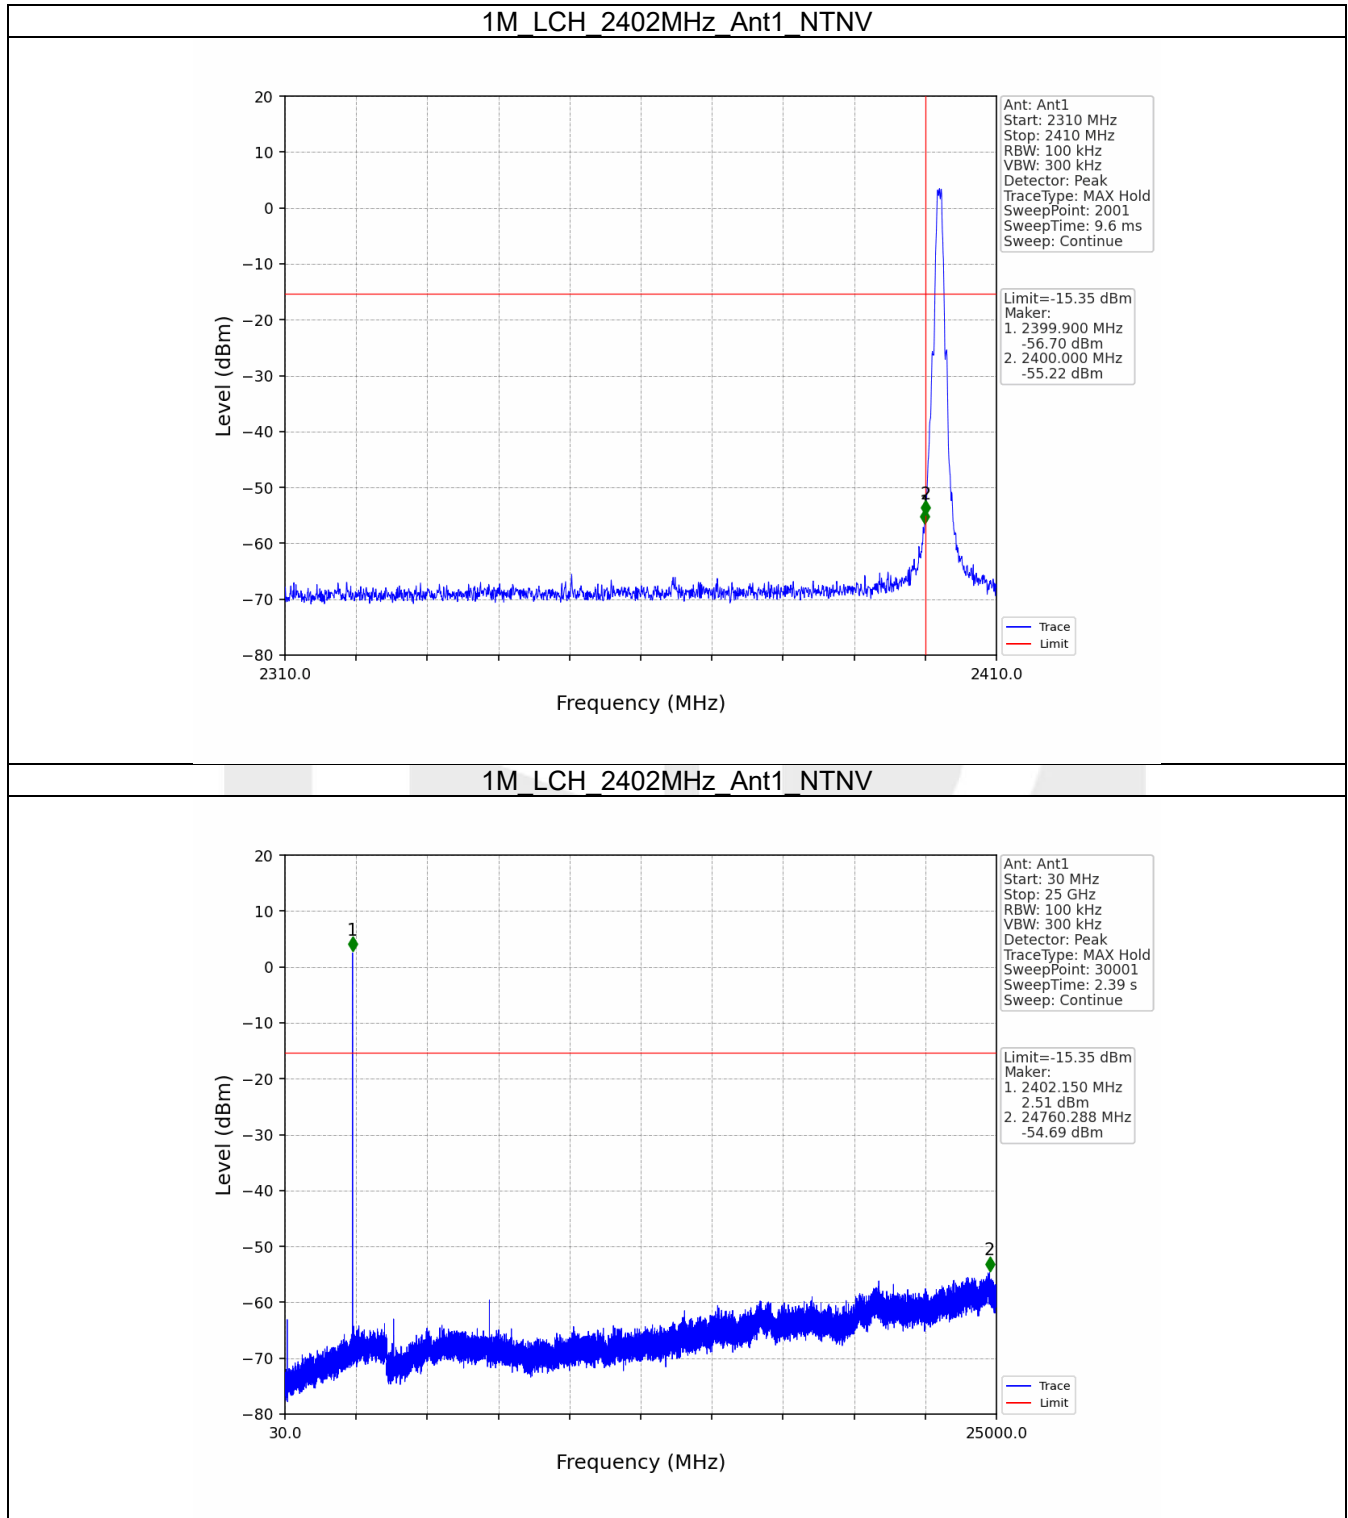 1M_LCH_2402MHz_Ant1_NTNV
20
10
0
−10
−20
−30
−40
−50
−60
−70
−80
Level (dBm)
2
2310.0
2410.0
Frequency (MHz)
Ant: Ant1
Start: 2310 MHz
Stop: 2410 MHz
RBW: 100 kHz
VBW: 300 kHz
Detector: Peak
TraceType: MAX Hold
SweepPoint: 2001
SweepTime: 9.6 ms
Sweep: Continue
Limit=-15.35 dBm
Maker:
1. 2399.900 MHz
-56.70 dBm
2. 2400.000 MHz
-55.22 dBm
Trace
Limit
1M_LCH_2402MHz_Ant1_NTNV
20
10
0
−10
−20
−30
−40
−50
−60
−70
−80
Level (dBm)
1
2
30.0
25000.0
Frequency (MHz)
Ant: Ant1
Start: 30 MHz
Stop: 25 GHz
RBW: 100 kHz
VBW: 300 kHz
Detector: Peak
TraceType: MAX Hold
SweepPoint: 30001
SweepTime: 2.39 s
Sweep: Continue
Limit=-15.35 dBm
Maker:
1. 2402.150 MHz
2.51 dBm
2. 24760.288 MHz
-54.69 dBm
Trace
Limit